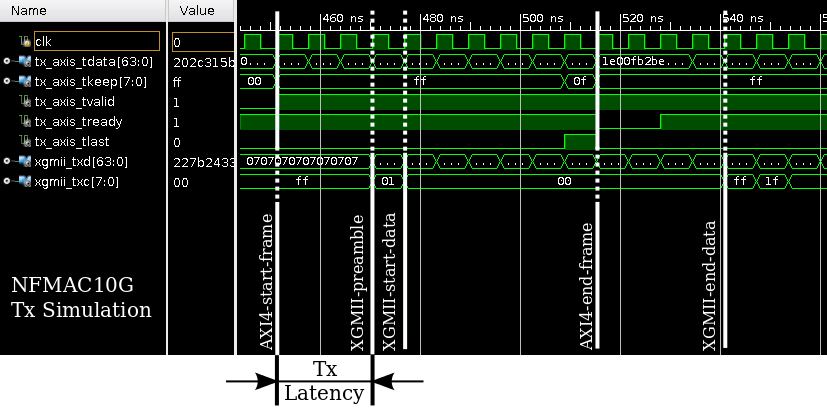 Name Value
460 ns 480 ns 500 ns 520 ns 540 ns
clk 0
tx_axis_tdata[63:0] 202c315b 0... ... ... ... ... ... ... ... ... ... 1e00fb2be... ... ... ... ...
tx_axis_tkeep[7:0] ff 00 ff 0f ff
tx_axis_tvalid 1
tx_axis_tready 1
tx_axis_tlast 0
xgmii_txd[63:0] 227b2433 0707070707070707 ... ... ... ... ... ... ... ... ... ... ... ... ... ...
xgmii_txc[7:0] 00 ff 01 00 ff 1f
AXI4-start-frame
XGMII-preamble
XGMII-start-data
AXI4-end-frame
XGMII-end-data
NFMAC10G
Tx Simulation
Tx
Latency